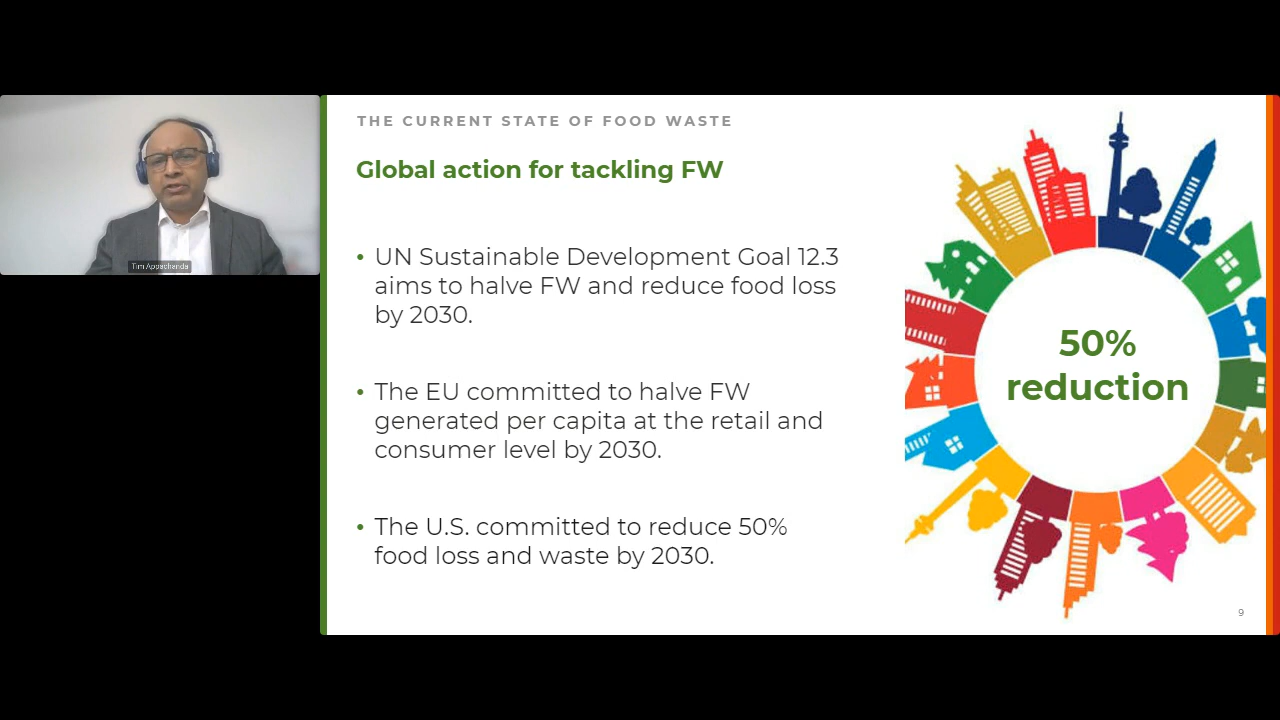 THE CURRENT STATE OF FOOD WASTE
Global action for tackling FW
• UN Sustainable Development Goal 12.3
aims to halve FW and reduce food loss
by 2030.
• The EU committed to halve FW
generated per capita at the retail and
consumer level by 2030.
• The U.S. committed to reduce 50%
food loss and waste by 2030.
50%
reduction
9
Tim Appachanda